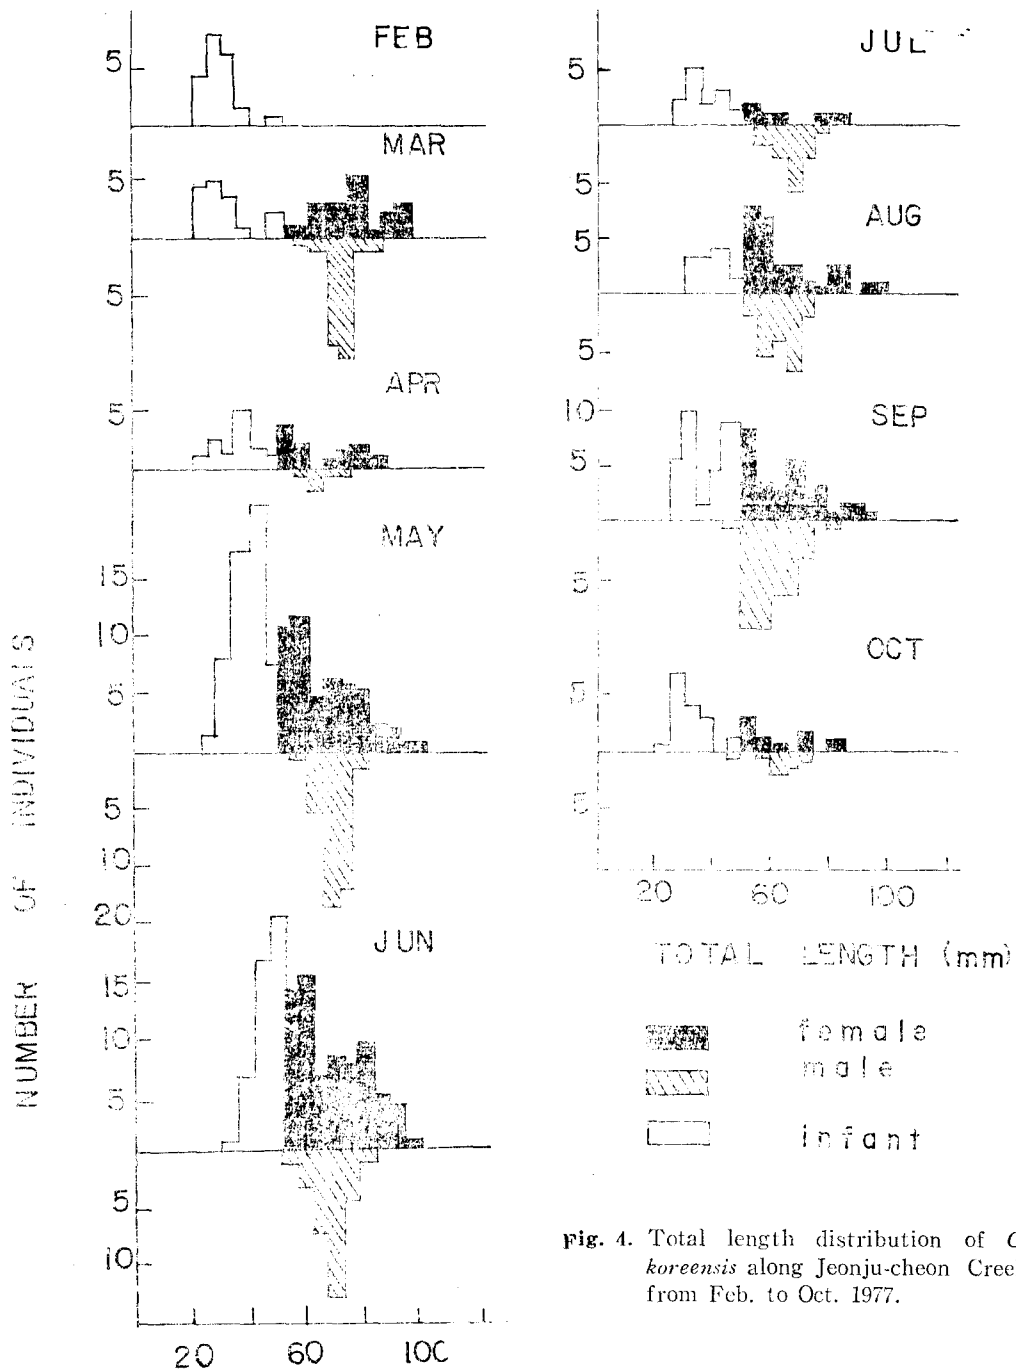 NUMBER OF INDIVIDUALS
FEB
5
MAR
5
5
APR
5
MAY
15
10
5
5
10
JUN
20
15
10
5
5
10
20 60 100
JUL
5
5
AUG
5
5
SEP
10
5
5
OCT
5
5
20 60 100
TOTAL LENGTH (mm)
female
male
infant
Fig. 4. Total length distribution of
koreensis along Jeonju-cheon
from Feb. to Oct. 1977.